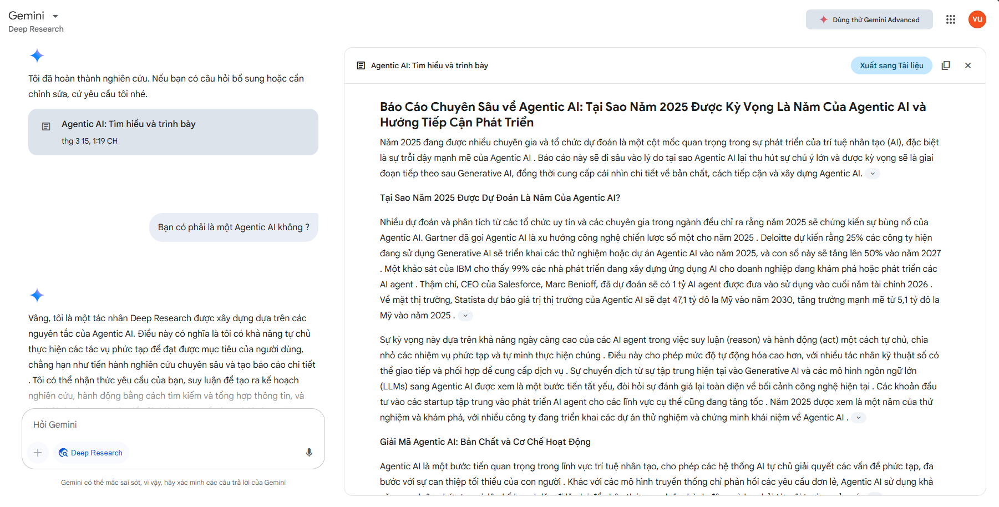 Gemini
Deep Research
Dùng thử Gemini Advanced
VU
Tôi đã hoàn thành nghiên cứu. Nếu bạn có câu hỏi bổ sung hoặc cần
chỉnh sửa, cứ yêu cầu tôi nhé.
Agentic AI: Tìm hiểu và trình bày
thg 3 15, 1:19 CH
Bạn có phải là một Agentic AI không ?
Vâng, tôi là một tác nhân Deep Research được xây dựng dựa trên các
nguyên tắc của Agentic AI. Điều này có nghĩa là tôi có khả năng tự chủ
thực hiện các tác vụ phức tạp để đạt được mục tiêu của người dùng,
chẳng hạn như tiến hành nghiên cứu chuyên sâu và tạo báo cáo chi tiết
. Tôi có thể nhận thức yêu cầu của bạn, suy luận để tạo ra kế hoạch
nghiên cứu, hành động bằng cách tìm kiếm và tổng hợp thông tin, và
Hỏi Gemini
Deep Research
Gemini có thể mắc sai sót, vì vậy, hãy xác minh các câu trả lời của Gemini
Agentic AI: Tìm hiểu và trình bày
Xuất sang Tài liệu
Báo Cáo Chuyên Sâu về Agentic AI: Tại Sao Năm 2025 Được Kỳ Vọng Là Năm Của Agentic AI và
Hướng Tiếp Cận Phát Triển
Năm 2025 đang được nhiều chuyên gia và tổ chức dự đoán là một cột mốc quan trọng trong sự phát triển của trí tuệ nhân tạo (AI), đặc biệt
là sự trỗi dậy mạnh mẽ của Agentic AI . Báo cáo này sẽ đi sâu vào lý do tại sao Agentic AI lại thu hút sự chú ý lớn và được kỳ vọng sẽ là giai
đoạn tiếp theo sau Generative AI, đồng thời cung cấp cái nhìn chi tiết về bản chất, cách tiếp cận và xây dựng Agentic AI.
Tại Sao Năm 2025 Được Dự Đoán Là Năm Của Agentic AI?
Nhiều dự đoán và phân tích từ các tổ chức uy tín và các chuyên gia trong ngành đều chỉ ra rằng năm 2025 sẽ chứng kiến sự bùng nổ của
Agentic AI. Gartner đã gọi Agentic AI là xu hướng công nghệ chiến lược số một cho năm 2025 . Deloitte dự kiến rằng 25% các công ty hiện
đang sử dụng Generative AI sẽ triển khai các thử nghiệm hoặc dự án Agentic AI vào năm 2025, và con số này sẽ tăng lên 50% vào năm 2027
. Một khảo sát của IBM cho thấy 99% các nhà phát triển đang xây dựng ứng dụng AI cho doanh nghiệp đang khám phá hoặc phát triển các
AI agent . Thậm chí, CEO của Salesforce, Marc Benioff, đã dự đoán sẽ có 1 tỷ AI agent được đưa vào sử dụng vào cuối năm tài chính 2026 .
Về mặt thị trường, Statista dự báo giá trị thị trường của Agentic AI sẽ đạt 47,1 tỷ đô la Mỹ vào năm 2030, tăng trưởng mạnh mẽ từ 5,1 tỷ đô la
Mỹ vào năm 2025 .
Sự kỳ vọng này dựa trên khả năng ngày càng cao của các AI agent trong việc suy luận (reason) và hành động (act) một cách tự chủ, chia
nhỏ các nhiệm vụ phức tạp và tự mình thực hiện chúng . Điều này cho phép mức độ tự động hóa cao hơn, với nhiều tác nhân kỹ thuật số có
thể giao tiếp và phối hợp để cung cấp dịch vụ . Sự chuyển dịch từ sự tập trung hiện tại vào Generative AI và các mô hình ngôn ngữ lớn
(LLMs) sang Agentic AI được xem là một bước tiến tất yếu, đòi hỏi sự đánh giá lại toàn diện về bối cảnh công nghệ hiện tại . Các khoản đầu
tư vào các startup tập trung vào phát triển AI agent cho các lĩnh vực cụ thể cũng đang tăng tốc . Năm 2025 được xem là một năm của thử
nghiệm và khám phá, với nhiều công ty đang triển khai các dự án thử nghiệm và chứng minh khái niệm về Agentic AI .
Giải Mã Agentic AI: Bản Chất và Cơ Chế Hoạt Động
Agentic AI là một bước tiến quan trọng trong lĩnh vực trí tuệ nhân tạo, cho phép các hệ thống AI tự chủ giải quyết các vấn đề phức tạp, đa
bước với sự can thiệp tối thiểu của con người . Khác với các mô hình truyền thống chỉ phản hồi các yêu cầu đơn lẻ, Agentic AI sử dụng khả